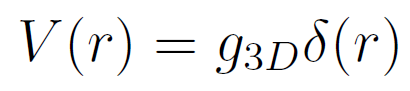 V(r) = g_{3D}δ(r)